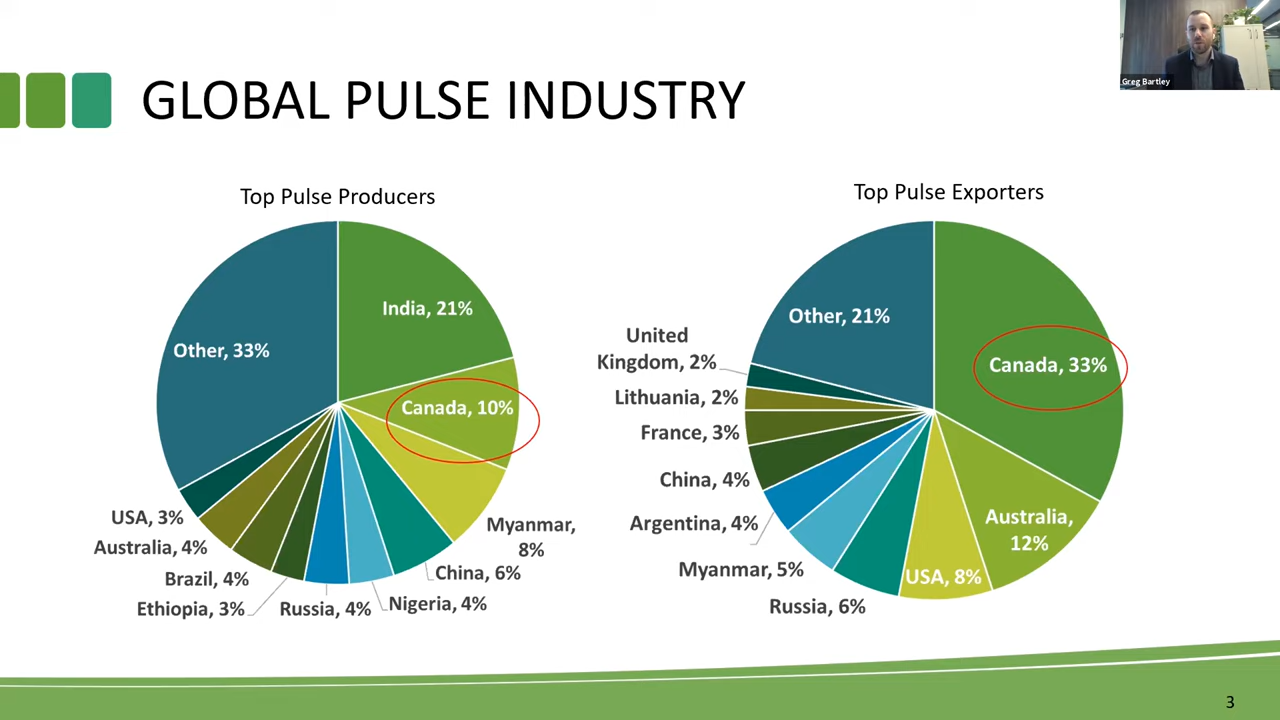 Greg Bartley
GLOBAL PULSE INDUSTRY
Top Pulse Producers
India, 21%
Canada, 10%
Myanmar,
8%
China, 6%
Nigeria, 4%
Russia, 4%
Ethiopia, 3%
Brazil, 4%
Australia, 4%
USA, 3%
Other, 33%
Top Pulse Exporters
Canada, 33%
Australia,
12%
USA, 8%
Russia, 6%
Myanmar, 5%
Argentina, 4%
China, 4%
France, 3%
Lithuania, 2%
United
Kingdom, 2%
Other, 21%
3